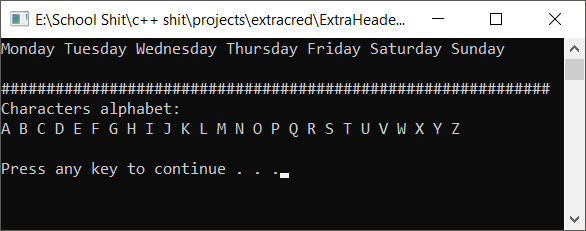 E:\School Shit\c++ shit\projects\extracred\ExtraHeade...
Monday Tuesday Wednesday Thursday Friday Saturday Sunday
#############################################################
Characters alphabet:
A B C D E F G H I J K L M N O P Q R S T U V W X Y Z
Press any key to continue . . .